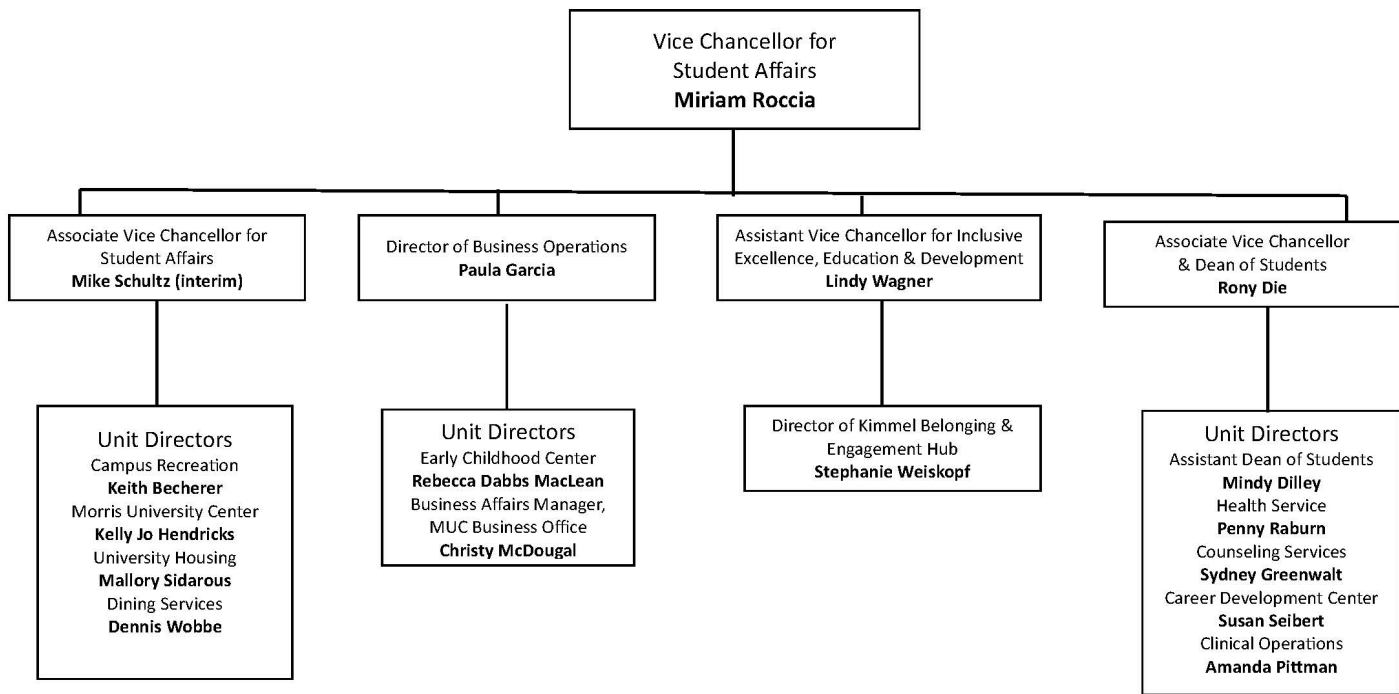 Vice Chancellor for
Student Affairs
Miriam Roccia
Associate Vice Chancellor for
Student Affairs
Mike Schultz (interim)
Director of Business Operations
Paula Garcia
Assistant Vice Chancellor for Inclusive
Excellence, Education & Development
Lindy Wagner
Associate Vice Chancellor
& Dean of Students
Rony Die
Unit Directors
Campus Recreation
Keith Becherer
Morris University Center
Kelly Jo Hendricks
University Housing
Mallory Sidarous
Dining Services
Dennis Wobbe
Unit Directors
Early Childhood Center
Rebecca Dabbs MacLean
Business Affairs Manager,
MUC Business Office
Christy McDougal
Director of Kimmel Belonging &
Engagement Hub
Stephanie Weiskopf
Unit Directors
Assistant Dean of Students
Mindy Dilley
Health Service
Penny Raburn
Counseling Services
Sydney Greenwalt
Career Development Center
Susan Seibert
Clinical Operations
Amanda Pittman